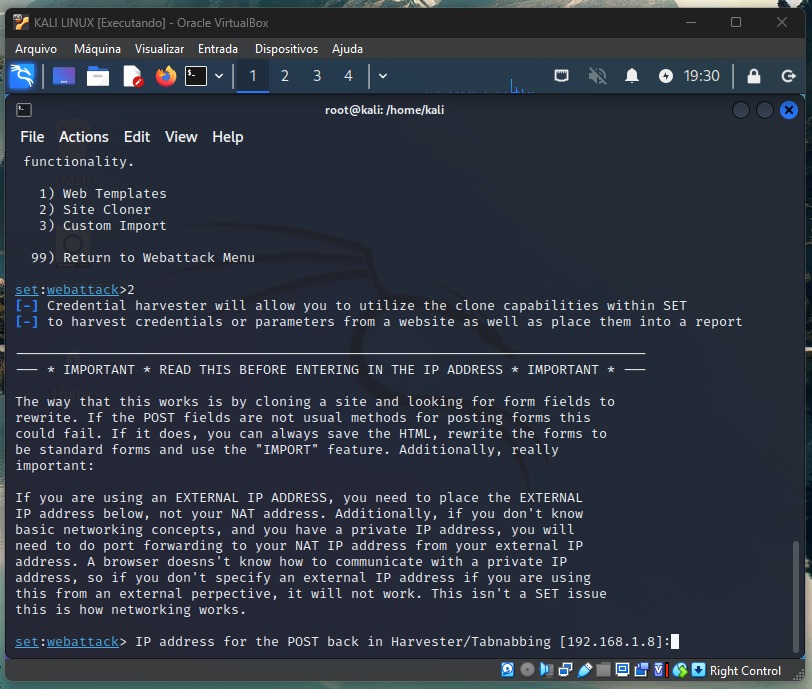 KALI LINUX [Executando] - Oracle VirtualBox
Arquivo Máquina Visualizar Entrada Dispositivos Ajuda
1 2 3 4 19:30
root@kali: /home/kali
File Actions Edit View Help
functionality.
1) Web Templates
2) Site Cloner
3) Custom Import
99) Return to Webattack Menu
set:webattack>2
[-] Credential harvester will allow you to utilize the clone capabilities within SET
[-] to harvest credentials or parameters from a website as well as place them into a report
--- * IMPORTANT * READ THIS BEFORE ENTERING IN THE IP ADDRESS * IMPORTANT * ---
The way that this works is by cloning a site and looking for form fields to
rewrite. If the POST fields are not usual methods for posting forms this
could fail. If it does, you can always save the HTML, rewrite the forms to
be standard forms and use the "IMPORT" feature. Additionally, really
important:
If you are using an EXTERNAL IP ADDRESS, you need to place the EXTERNAL
IP address below, not your NAT address. Additionally, if you don't know
basic networking concepts, and you have a private IP address, you will
need to do port forwarding to your NAT IP address from your external IP
address. A browser doesns't know how to communicate with a private IP
address, so if you don't specify an external IP address if you are using
this from an external perpective, it will not work. This isn't a SET issue
this is how networking works.
set:webattack> IP address for the POST back in Harvester/Tabnabbing [192.168.1.8]:
Right Control